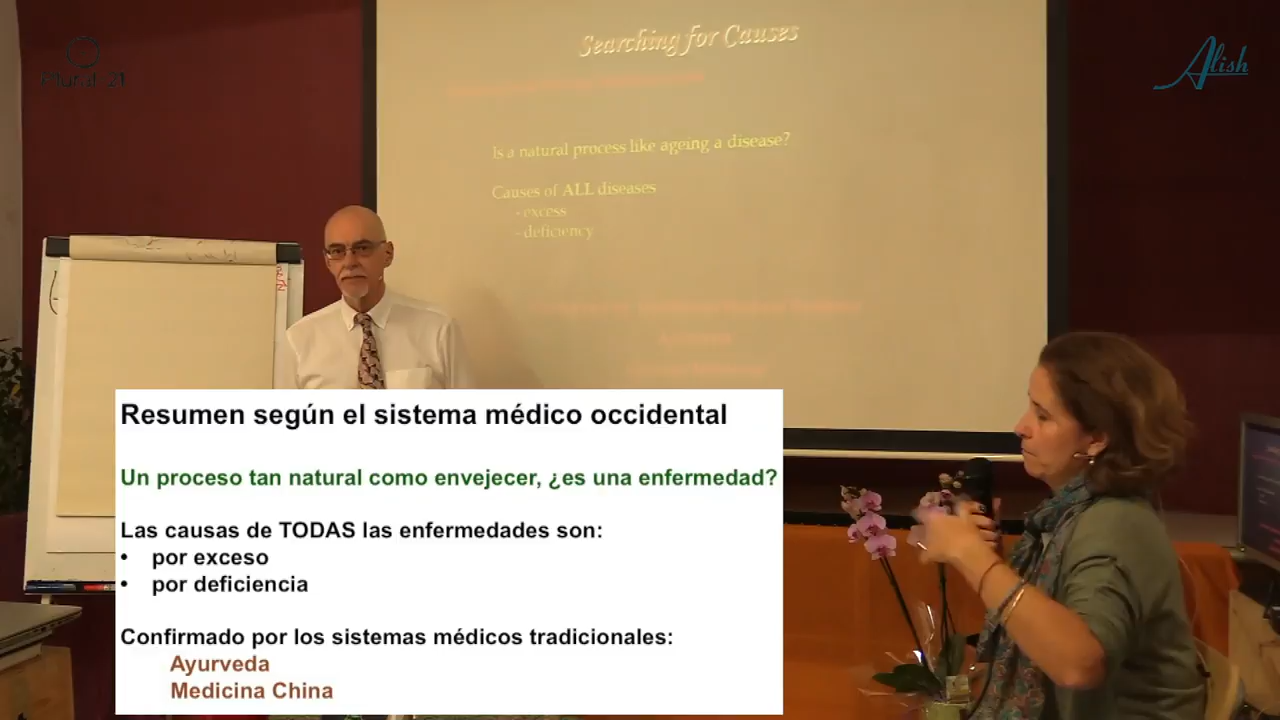 Plural 21
Alish
Searching for Causes
Is a natural process like ageing a disease?
Causes of ALL diseases
- excess
- deficiency
Resumen según el sistema médico occidental
Un proceso tan natural como envejecer, ¿es una enfermedad?
Las causas de TODAS las enfermedades son:
• por exceso
• por deficiencia
Confirmado por los sistemas médicos tradicionales:
Ayurveda
Medicina China